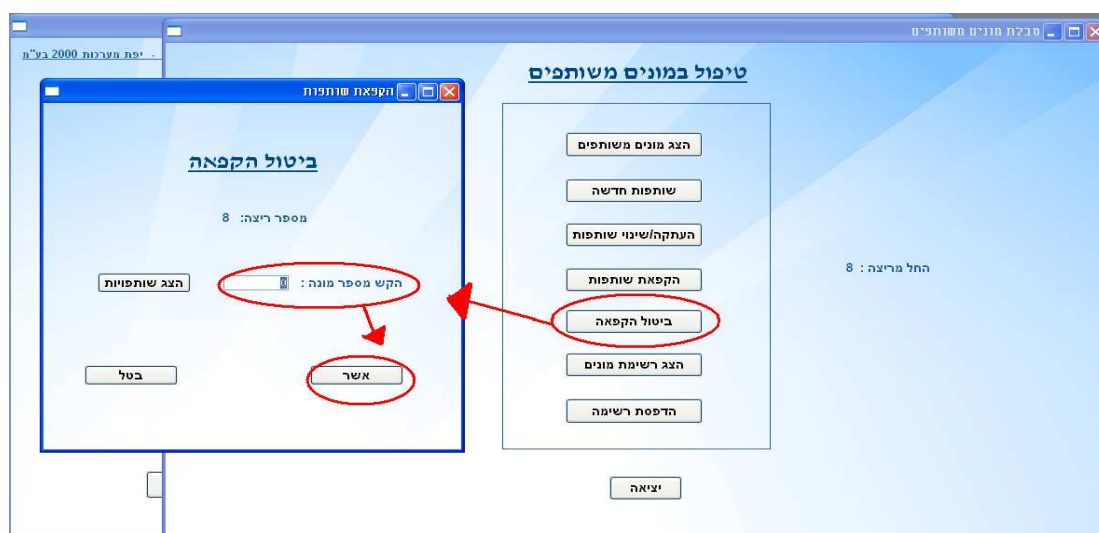 טבלת מונים משותפים
- יפת מערכות 2000 בע"מ
טיפול במונים משותפים
הצג מונים משותפים
שותפות חדשה
העתקה/שינוי שותפות
הקפאת שותפות
ביטול הקפאה
הצג רשימת מונים
הדפסת רשימה
יציאה
החל מריצה : 8
הקפאת שותפות
ביטול הקפאה
מספר ריצה: 8
הקש מספר מונה : 0
הצג שותפויות
אשר
בטל